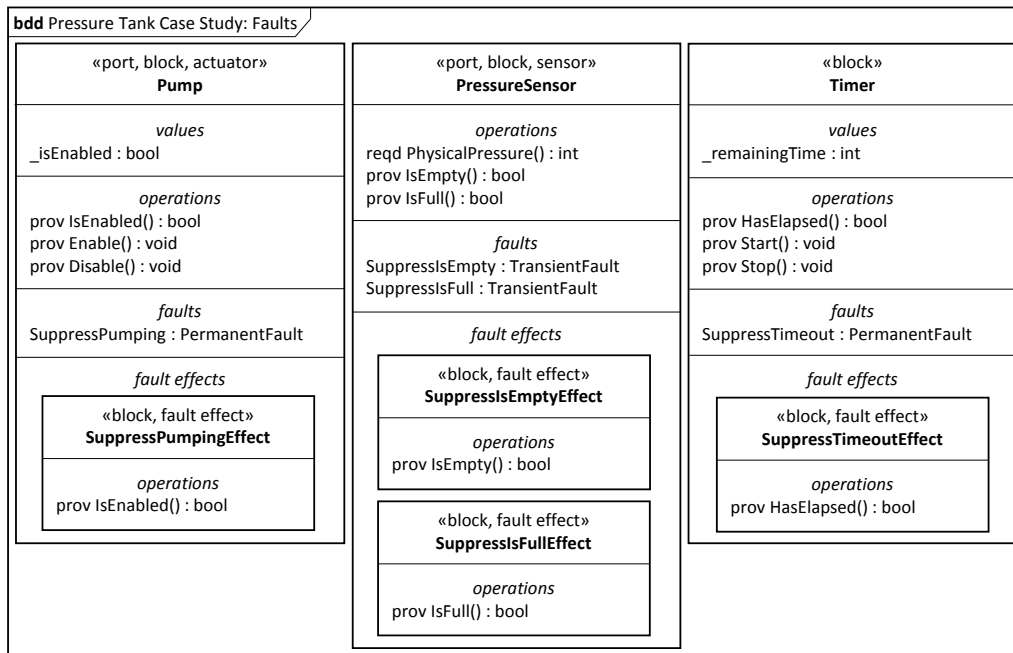 bdd Pressure Tank Case Study: Faults
«port, block, actuator»
Pump
values
_isEnabled : bool
operations
prov IsEnabled() : bool
prov Enable() : void
prov Disable() : void
faults
SuppressPumping : PermanentFault
fault effects
«block, fault effect»
SuppressPumpingEffect
operations
prov IsEnabled() : bool
«port, block, sensor»
PressureSensor
operations
reqd PhysicalPressure() : int
prov IsEmpty() : bool
prov IsFull() : bool
faults
SuppressIsEmpty : TransientFault
SuppressIsFull : TransientFault
fault effects
«block, fault effect»
SuppressIsEmptyEffect
operations
prov IsEmpty() : bool
«block, fault effect»
SuppressIsFullEffect
operations
prov IsFull() : bool
«block»
Timer
values
_remainingTime : int
operations
prov HasElapsed() : bool
prov Start() : void
prov Stop() : void
faults
SuppressTimeout : PermanentFault
fault effects
«block, fault effect»
SuppressTimeoutEffect
operations
prov HasElapsed() : bool